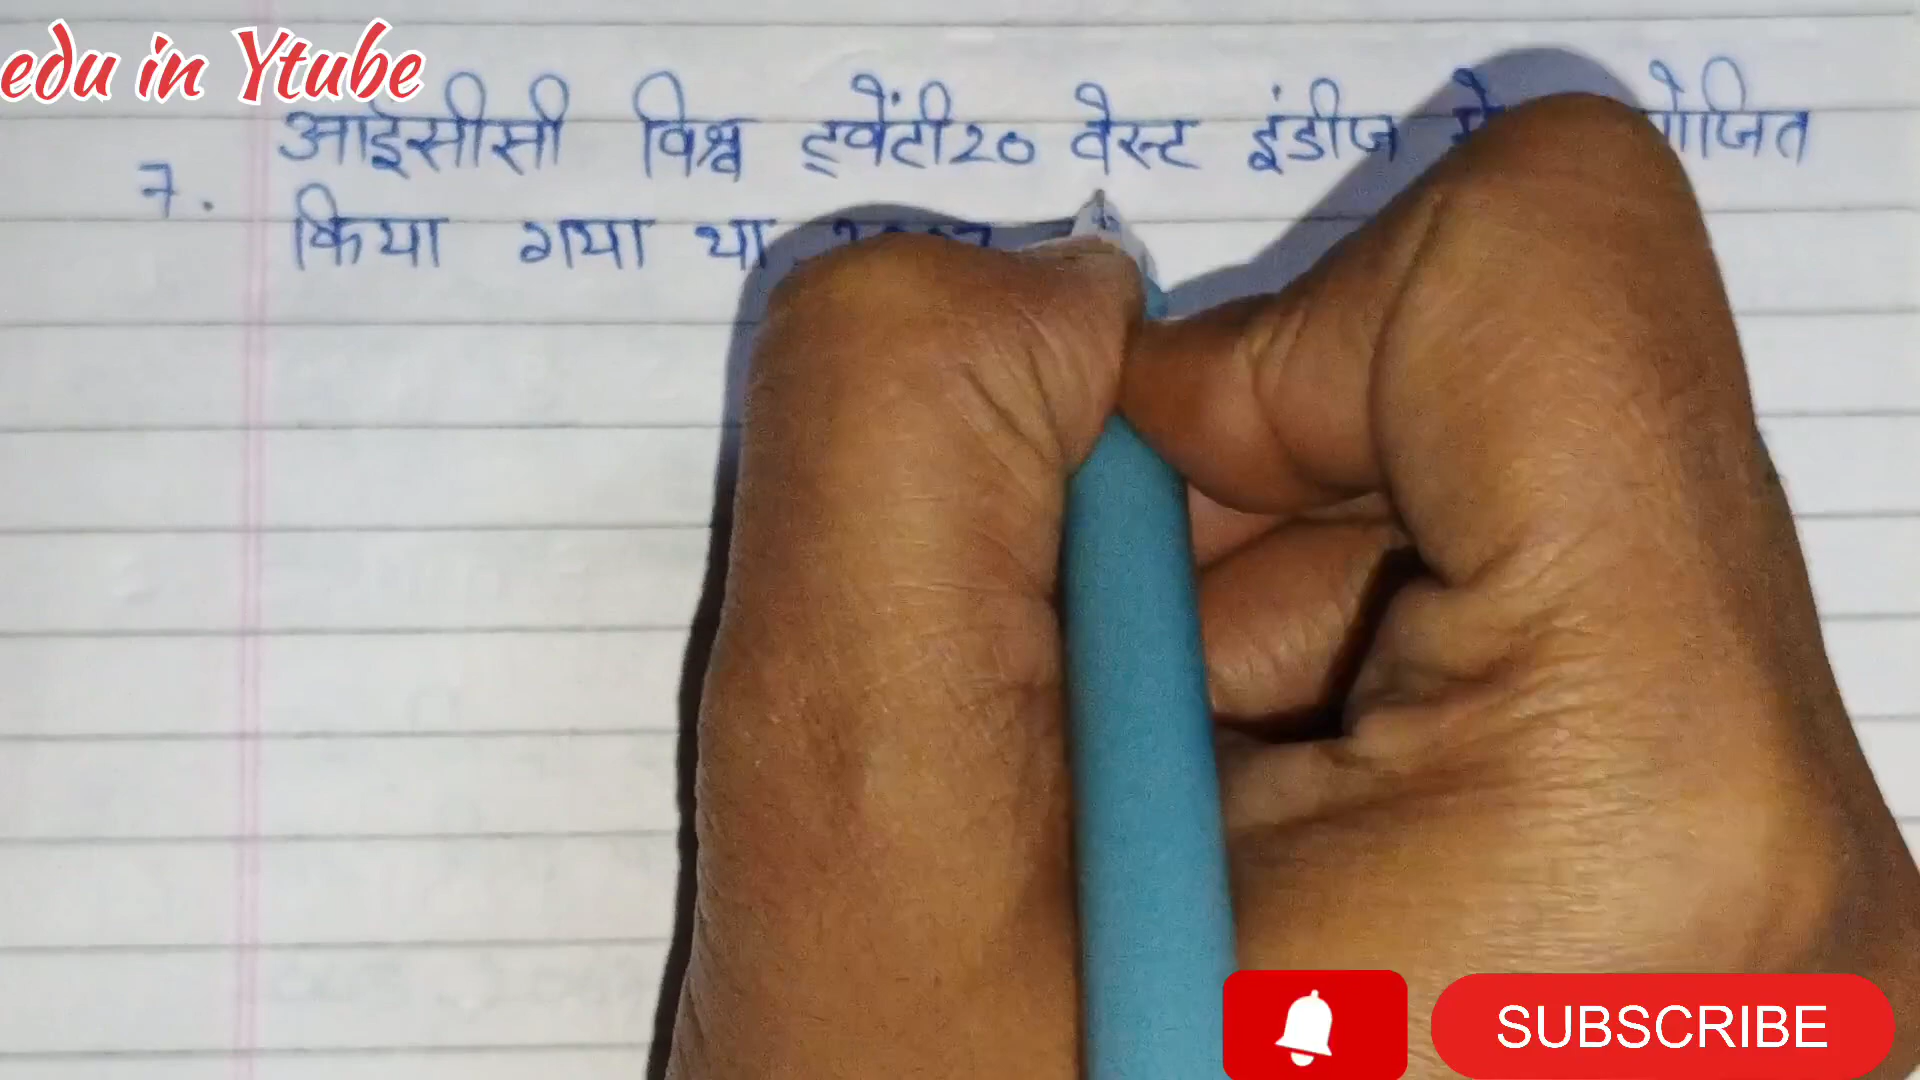 edu in Ytube
आईसीसी विश्व ट्वेंटी20 वेस्ट इंडीज
7.
किया गया था
SUBSCRIBE